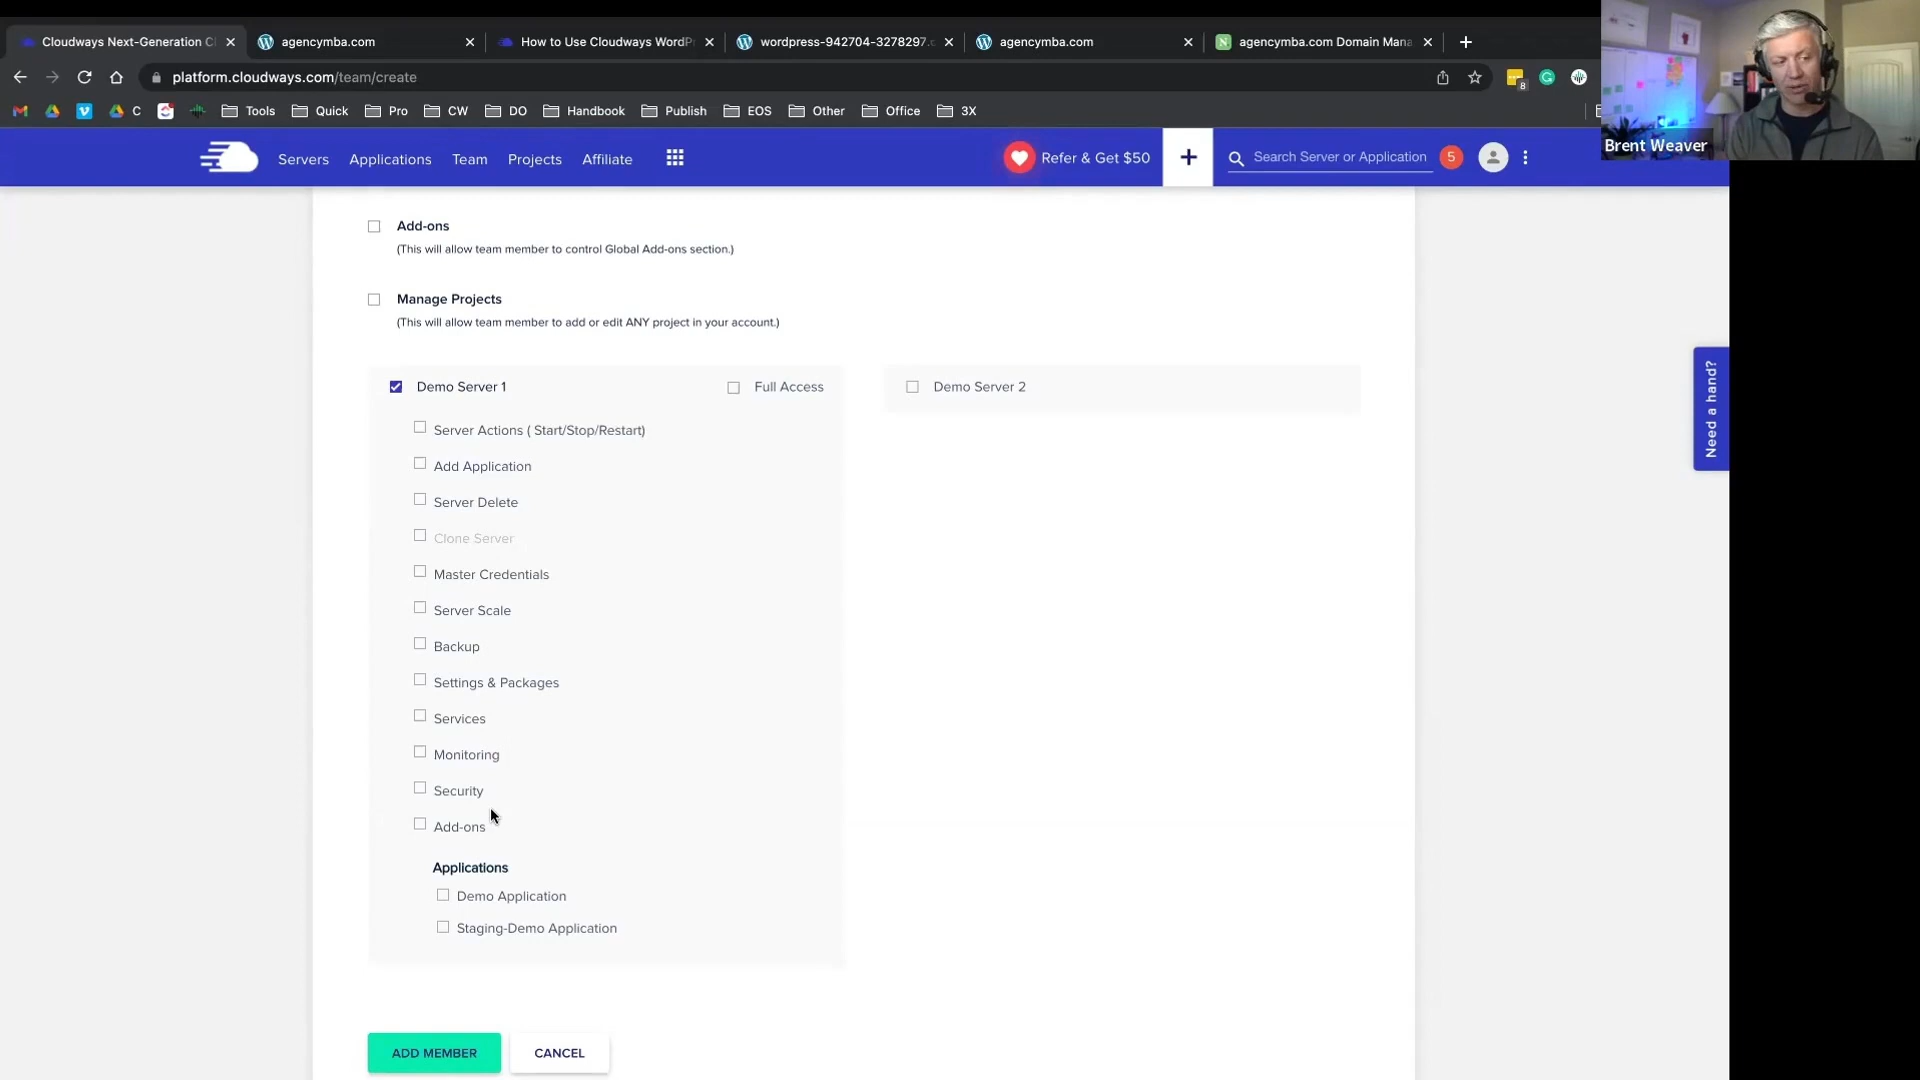 Cloudways Next-Generation C
agencymba.com
How to Use Cloudways WordP
wordpress-942704-3278297.c
agencymba.com
N
agencymba.com Domain Mana
platform.cloudways.com/team/create
8
C
Tools
Quick
Pro
CW
DO
Handbook
Publish
EOS
Other
Office
3X
Brent Weaver
Servers
Applications
Team
Projects
Affiliate
Refer & Get $50
+
Search Server or Application
5
Add-ons
(This will allow team member to control Global Add-ons section.)
Manage Projects
(This will allow team member to add or edit ANY project in your account.)
Demo Server 1
Full Access
Demo Server 2
Need a hand?
Server Actions ( Start/Stop/Restart)
Add Application
Server Delete
Clone Server
Master Credentials
Server Scale
Backup
Settings & Packages
Services
Monitoring
Security
Add-ons
Applications
Demo Application
Staging-Demo Application
ADD MEMBER
CANCEL